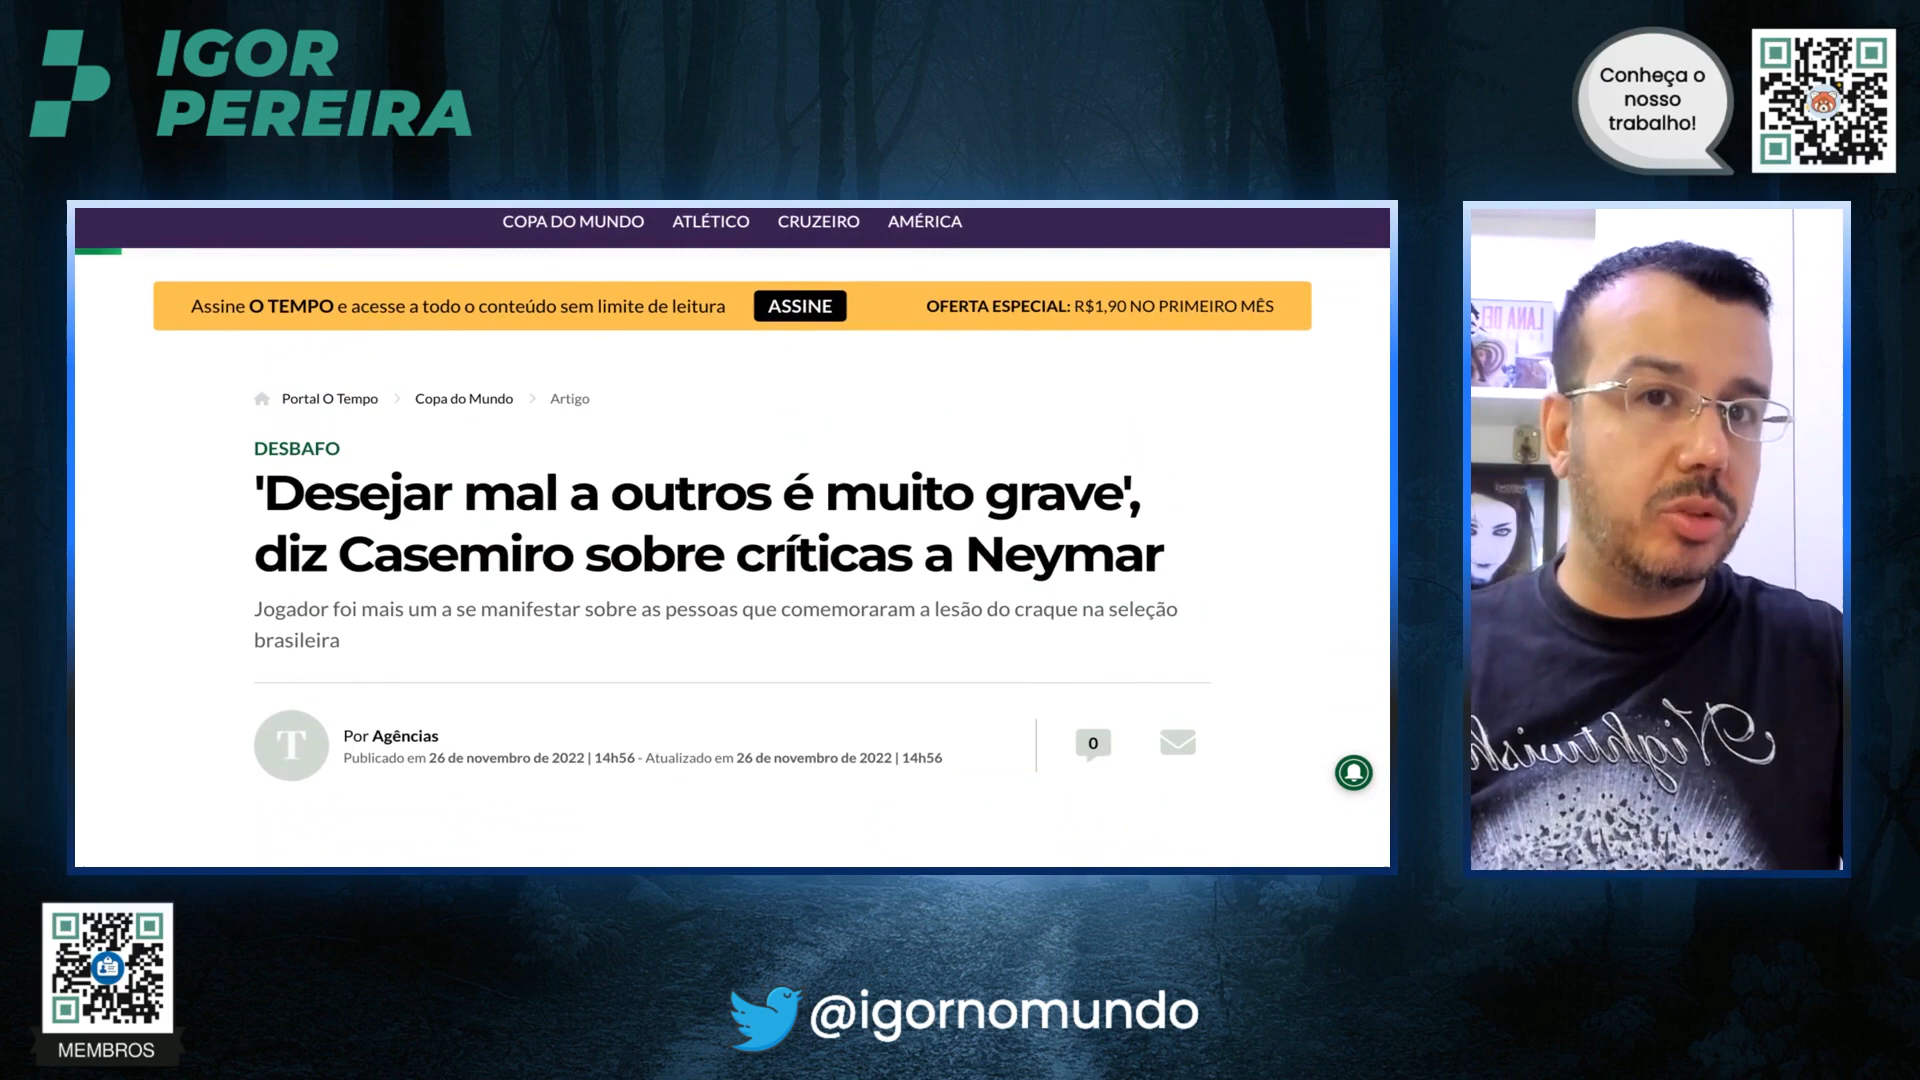 IGOR
PEREIRA
Conheça o
nosso
trabalho!
COPA DO MUNDO ATLÉTICO CRUZEIRO AMÉRICA
Assine O TEMPO e acesse a todo o conteúdo sem limite de leitura ASSINE OFERTA ESPECIAL: R$1,90 NO PRIMEIRO MÊS
Portal O Tempo Copa do Mundo Artigo
DESBAFO
'Desejar mal a outros é muito grave',
diz Casemiro sobre críticas a Neymar
Jogador foi mais um a se manifestar sobre as pessoas que comemoraram a lesão do craque na seleção
brasileira
T
Por Agências
Publicado em 26 de novembro de 2022 | 14h56 - Atualizado em 26 de novembro de 2022 | 14h56
0
LANA DEL
Nightwish
MEMBROS
@igornomundo